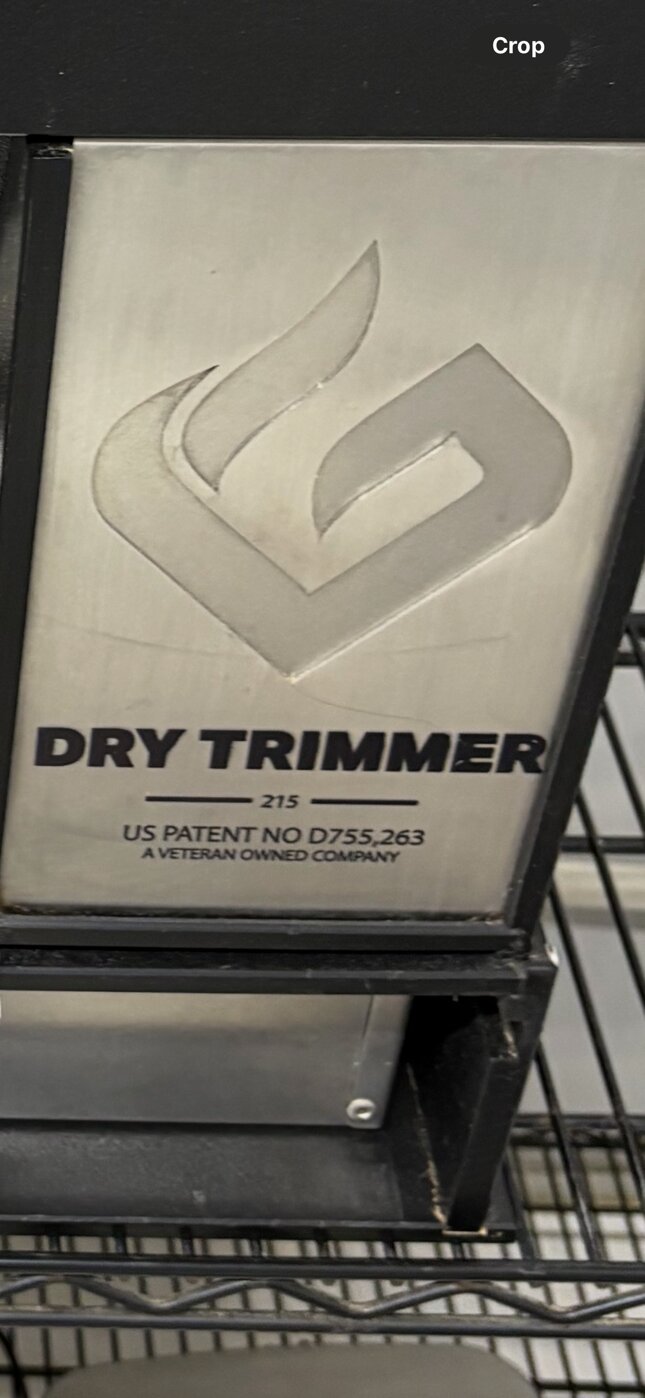 Crop
DRY TRIMMER
215
US PATENT NO D755,263
A VETERAN OWNED COMPANY